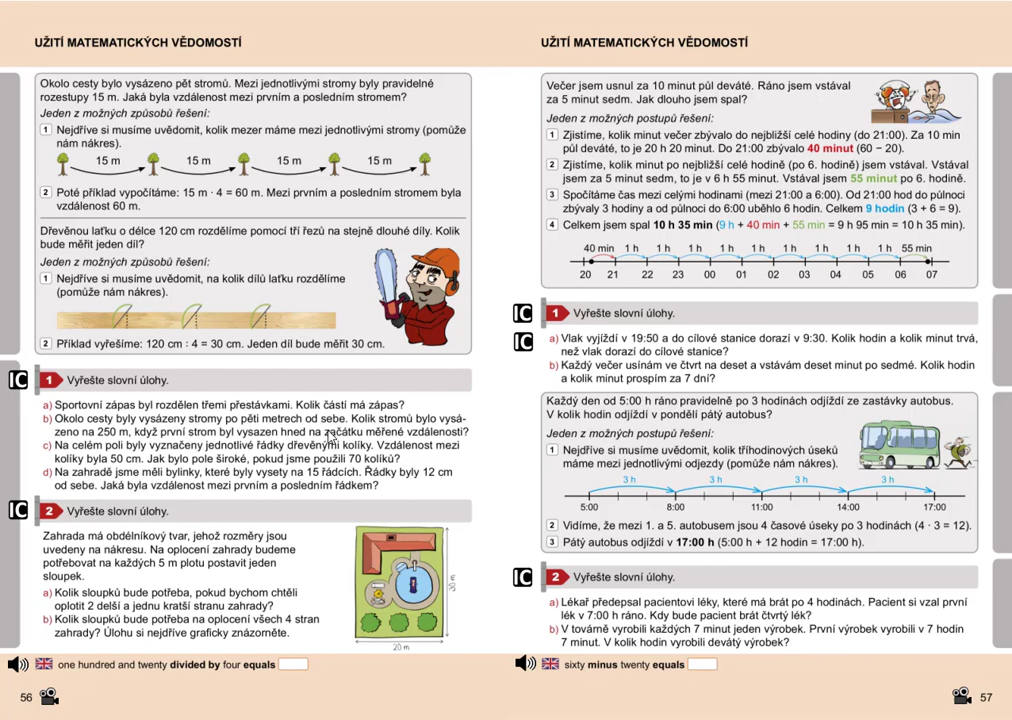 UŽITÍ MATEMATICKÝCH VĚDOMOSTÍ
Okolo cesty bylo vysázeno pět stromů. Mezi jednotlivými stromy byly pravidelné
rozestupy 15 m. Jaká byla vzdálenost mezi prvním a posledním stromem?
Jeden z možných způsobů řešení:
1 Nejdříve si musíme uvědomit, kolik mezer máme mezi jednotlivými stromy (pomůže
nám nákres).
15 m 15 m 15 m 15 m
2 Poté příklad vypočítáme: 15 m · 4 = 60 m. Mezi prvním a posledním stromem byla
vzdálenost 60 m.
Dřevěnou laťku o délce 120 cm rozdělíme pomocí tří řezů na stejně dlouhé díly. Kolik
bude měřit jeden díl?
Jeden z možných způsobů řešení:
1 Nejdříve si musíme uvědomit, na kolik dílů laťku rozdělíme
(pomůže nám nákres).
2 Příklad vyřešíme: 120 cm : 4 = 30 cm. Jeden díl bude měřit 30 cm.
IC 1 Vyřešte slovní úlohy.
a) Sportovní zápas byl rozdělen třemi přestávkami. Kolik částí má zápas?
b) Okolo cesty byly vysázeny stromy po pěti metrech od sebe. Kolik stromů bylo vysá-
zeno na 250 m, když první strom byl vysazen hned na začátku měřené vzdálenosti?
c) Na celém poli byly vyznačeny jednotlivé řádky dřevěnými kolíky. Vzdálenost mezi
kolíky byla 50 cm. Jak bylo pole široké, pokud jsme použili 70 kolíků?
d) Na zahradě jsme měli bylinky, které byly vysety na 15 řádcích. Řádky byly 12 cm
od sebe. Jaká byla vzdálenost mezi prvním a posledním řádkem?
IC 2 Vyřešte slovní úlohy.
Zahrada má obdélníkový tvar, jehož rozměry jsou
uvedeny na nákresu. Na oplocení zahrady budeme
potřebovat na každých 5 m plotu postavit jeden
sloupek.
a) Kolik sloupků bude potřeba, pokud bychom chtěli
oplotit 2 delší a jednu kratší stranu zahrady?
b) Kolik sloupků bude potřeba na oplocení všech 4 stran
zahrady? Úlohu si nejdříve graficky znázorněte.
30 m
20 m
one hundred and twenty divided by four equals
56
UŽITÍ MATEMATICKÝCH VĚDOMOSTÍ
Večer jsem usnul za 10 minut půl deváté. Ráno jsem vstával
za 5 minut sedm. Jak dlouho jsem spal?
Jeden z možných postupů řešení:
1 Zjistíme, kolik minut večer zbývalo do nejbližší celé hodiny (do 21:00). Za 10 min
půl deváté, to je 20 h 20 minut. Do 21:00 zbývalo 40 minut (60 − 20).
2 Zjistíme, kolik minut po nejbližší celé hodině (po 6. hodině) jsem vstával. Vstával
jsem za 5 minut sedm, to je v 6 h 55 minut. Vstával jsem 55 minut po 6. hodině.
3 Spočítáme čas mezi celými hodinami (mezi 21:00 a 6:00). Od 21:00 hod do půlnoci
zbývaly 3 hodiny a od půlnoci do 6:00 uběhlo 6 hodin. Celkem 9 hodin (3 + 6 = 9).
4 Celkem jsem spal 10 h 35 min (9 h + 40 min + 55 min = 9 h 95 min = 10 h 35 min).
40 min 1 h 1 h 1 h 1 h 1 h 1 h 1 h 1 h 1 h 55 min
20 21 22 23 00 01 02 03 04 05 06 07
IC 1 Vyřešte slovní úlohy.
IC a) Vlak vyjíždí v 19:50 a do cílové stanice dorazí v 9:30. Kolik hodin a kolik minut trvá,
než vlak dorazí do cílové stanice?
b) Každý večer usínám ve čtvrt na deset a vstávám deset minut po sedmé. Kolik hodin
a kolik minut prospím za 7 dní?
Každý den od 5:00 h ráno pravidelně po 3 hodinách odjíždí ze zastávky autobus.
V kolik hodin odjíždí v pondělí pátý autobus?
Jeden z možných postupů řešení:
1 Nejdříve si musíme uvědomit, kolik tříhodinových úseků
máme mezi jednotlivými odjezdy (pomůže nám nákres).
3 h 3 h 3 h 3 h
5:00 8:00 11:00 14:00 17:00
2 Vidíme, že mezi 1. a 5. autobusem jsou 4 časové úseky po 3 hodinách (4 · 3 = 12).
3 Pátý autobus odjíždí v 17:00 h (5:00 h + 12 hodin = 17:00 h).
IC 2 Vyřešte slovní úlohy.
a) Lékař předepsal pacientovi léky, které má brát po 4 hodinách. Pacient si vzal první
lék v 7:00 h ráno. Kdy bude pacient brát čtvrtý lék?
b) V továrně vyrobili každých 7 minut jeden výrobek. První výrobek vyrobili v 7 hodin
7 minut. V kolik hodin vyrobili devátý výrobek?
sixty minus twenty equals
57